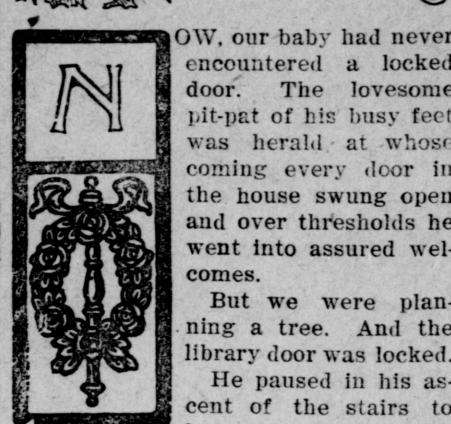 NOW, our baby had never
encountered a locked
door. The lovesome
pit-pat of his busy feet
was herald at whose
coming every door in
the house swung open
and over thresholds he
went into assured wel-
comes.
But we were plan-
ning a tree. And the
library door was locked.
He paused in his as-
cent of the stairs to